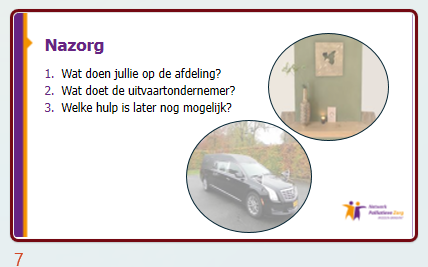 Nazorg
1. Wat doen jullie op de afdeling?
2. Wat doet de uitvaartondernemer?
3. Welke hulp is later nog mogelijk?
Netwerk
Palliatieve Zorg
7